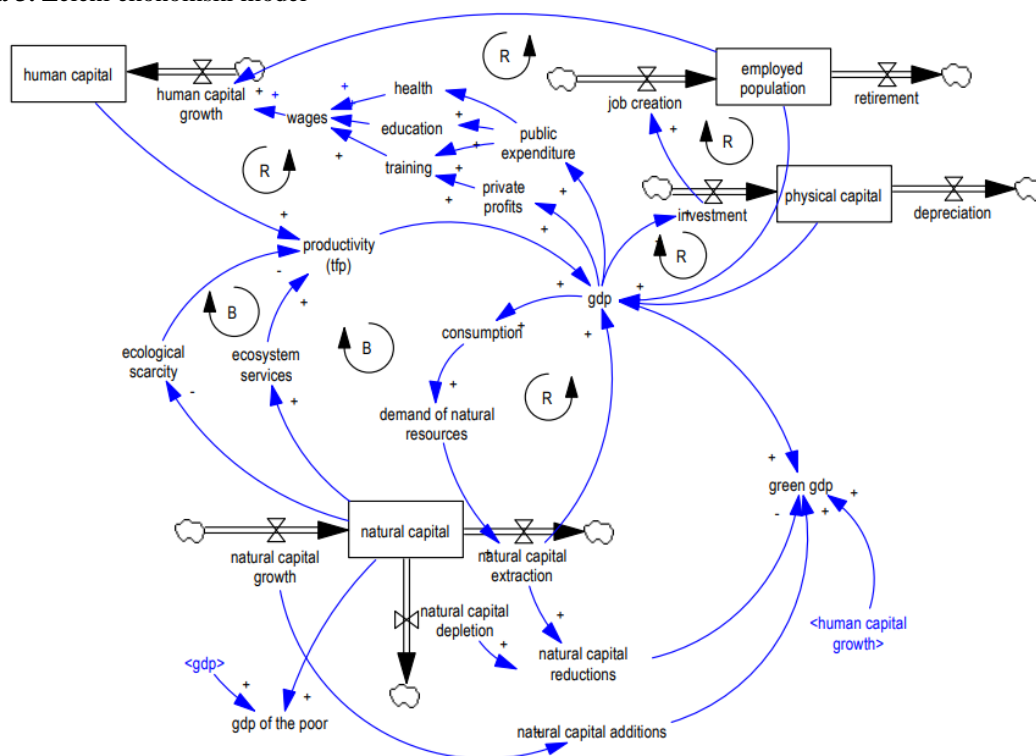 human capital
human capital
growth
health
wages
education
training
public
expenditure
private
profits
job creation
employed
population
retirement
investment
physical capital
depreciation
R
R
R
R
productivity
(tfp)
gdp
consumption
B
B
R
ecological
scarcity
ecosystem
services
demand of natural
resources
green gdp
natural capital
natural capital
growth
natural capital
extraction
natural capital
depletion
natural capital
reductions
<human capital
growth>
<gdp>
gdp of the poor
natural capital additions